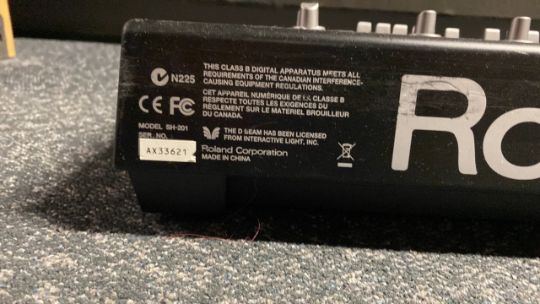 N225
THIS CLASS B DIGITAL APPARATUS MEETS ALL
REQUIREMENTS OF THE CANADIAN INTERFERENCE-
CAUSING EQUIPMENT REGULATIONS.
CET APPAREIL NUMÉRIQUE DE LA CLASSE B
RESPECTE TOUTES LES EXIGENCES DU
RÈGLEMENT SUR LE MATERIEL BROUILLEUR
DU CANADA.
CE FC
MODEL SH-201
SER. NO.
AX33621
THE D BEAM HAS BEEN LICENSED
FROM INTERACTIVE LIGHT, INC.
Roland Corporation
MADE IN CHINA
Ro